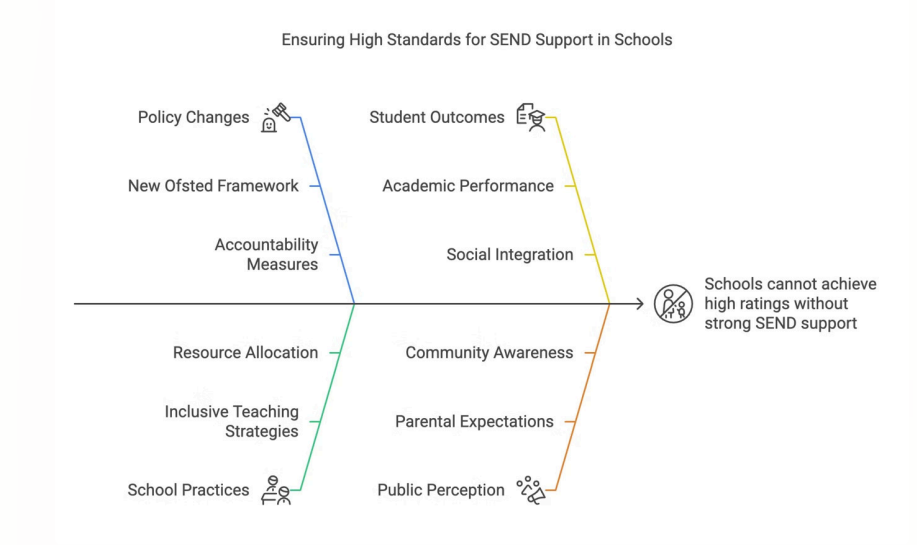 Ensuring High Standards for SEND Support in Schools
Policy Changes
New Ofsted Framework
Accountability
Measures
Student Outcomes
Academic Performance
Social Integration
Schools cannot achieve
high ratings without
strong SEND support
Resource Allocation
Inclusive Teaching
Strategies
School Practices
Community Awareness
Parental Expectations
Public Perception